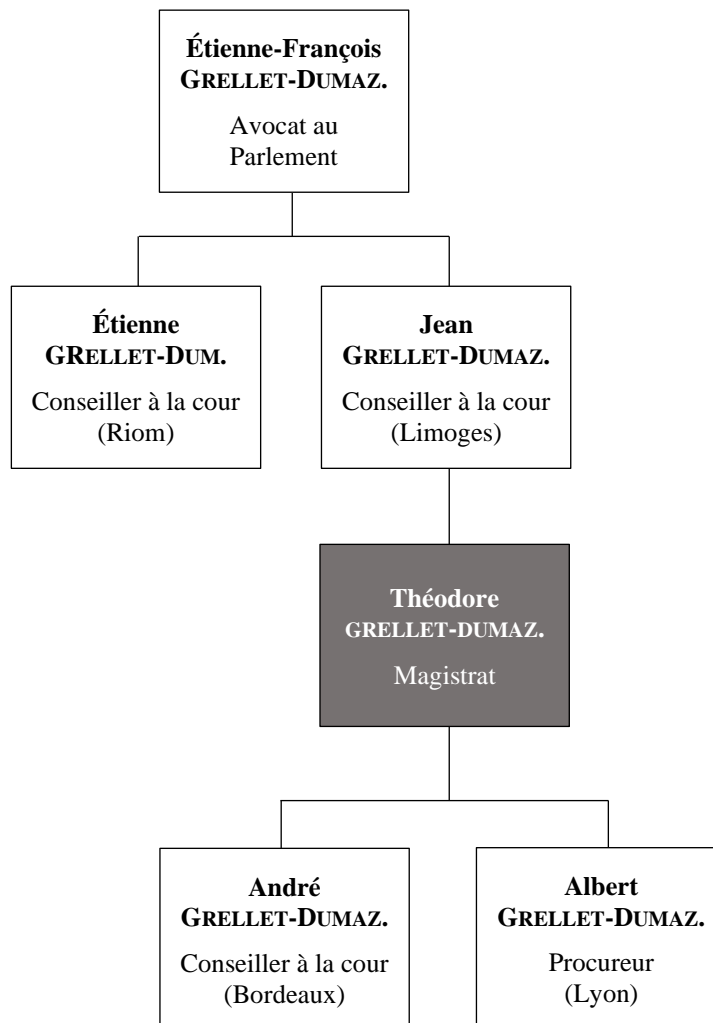 Étienne-François
GRELLET-DUMAZ.
Avocat au
Parlement
Étienne
GRELLET-DUM.
Conseiller à la cour
(Riom)
Jean
GRELLET-DUMAZ.
Conseiller à la cour
(Limoges)
Théodore
GRELLET-DUMAZ.
Magistrat
André
GRELLET-DUMAZ.
Conseiller à la cour
(Bordeaux)
Albert
GRELLET-DUMAZ.
Procureur
(Lyon)